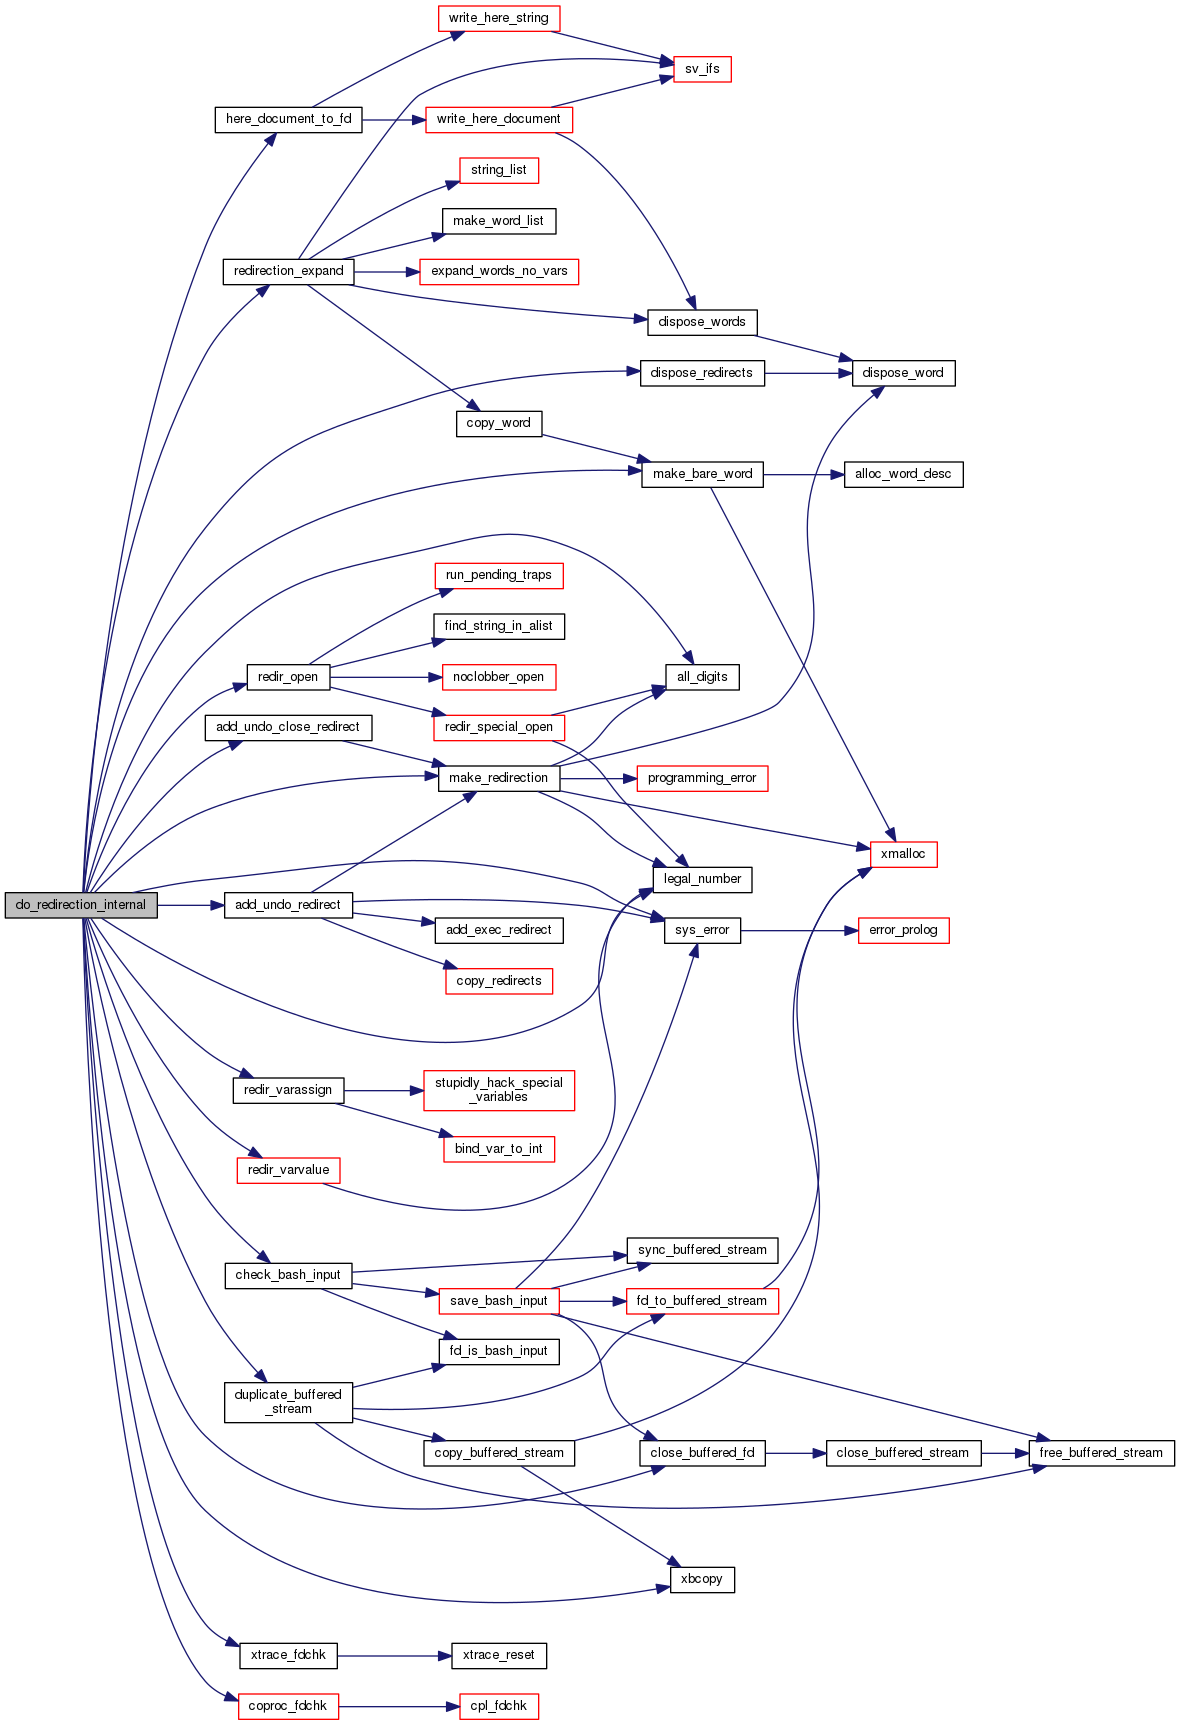 write_here_string
sv_ifs
here_document_to_fd
write_here_document
string_list
make_word_list
redirection_expand
expand_words_no_vars
dispose_words
dispose_redirects
dispose_word
copy_word
make_bare_word
alloc_word_desc
run_pending_traps
find_string_in_alist
redir_open
noclobber_open
all_digits
add_undo_close_redirect
redir_special_open
make_redirection
programming_error
xmalloc
legal_number
do_redirection_internal
add_undo_redirect
add_exec_redirect
sys_error
error_prolog
copy_redirects
redir_varassign
stupidly_hack_special
_variables
bind_var_to_int
redir_varvalue
sync_buffered_stream
check_bash_input
save_bash_input
fd_to_buffered_stream
fd_is_bash_input
duplicate_buffered
_stream
copy_buffered_stream
close_buffered_fd
close_buffered_stream
free_buffered_stream
xbcopy
xtrace_fdchk
xtrace_reset
coproc_fdchk
cpl_fdchk